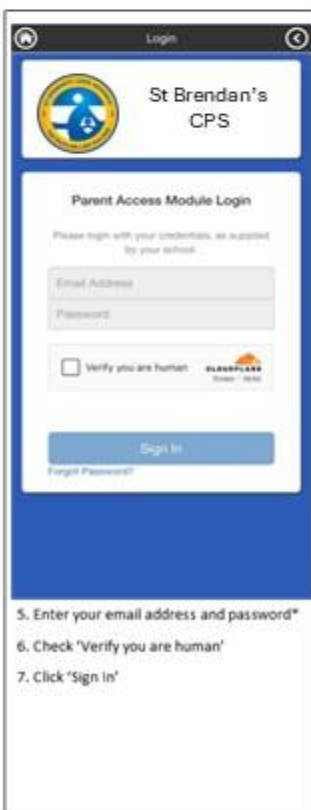 Login
St Brendan's
CPS
Parent Access Module Login
Please login with your credentials, as supplied
by your school.
Email Address
Password
Verify you are human
CLOUDFLARE
Sign In
Forgot Password?
5. Enter your email address and password*
6. Check ‘Verify you are human’
7. Click ‘Sign In’